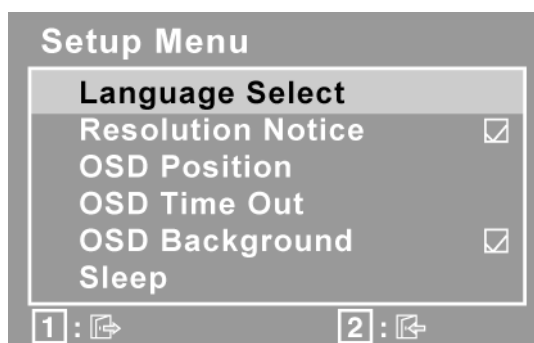 Setup Menu
Language Select
Resolution Notice
OSD Position
OSD Time Out
OSD Background
Sleep
1 : 2 :